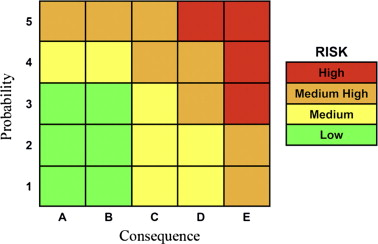 Probability
5
4
3
2
1
A B C D E
Consequence
RISK
High
Medium High
Medium
Low